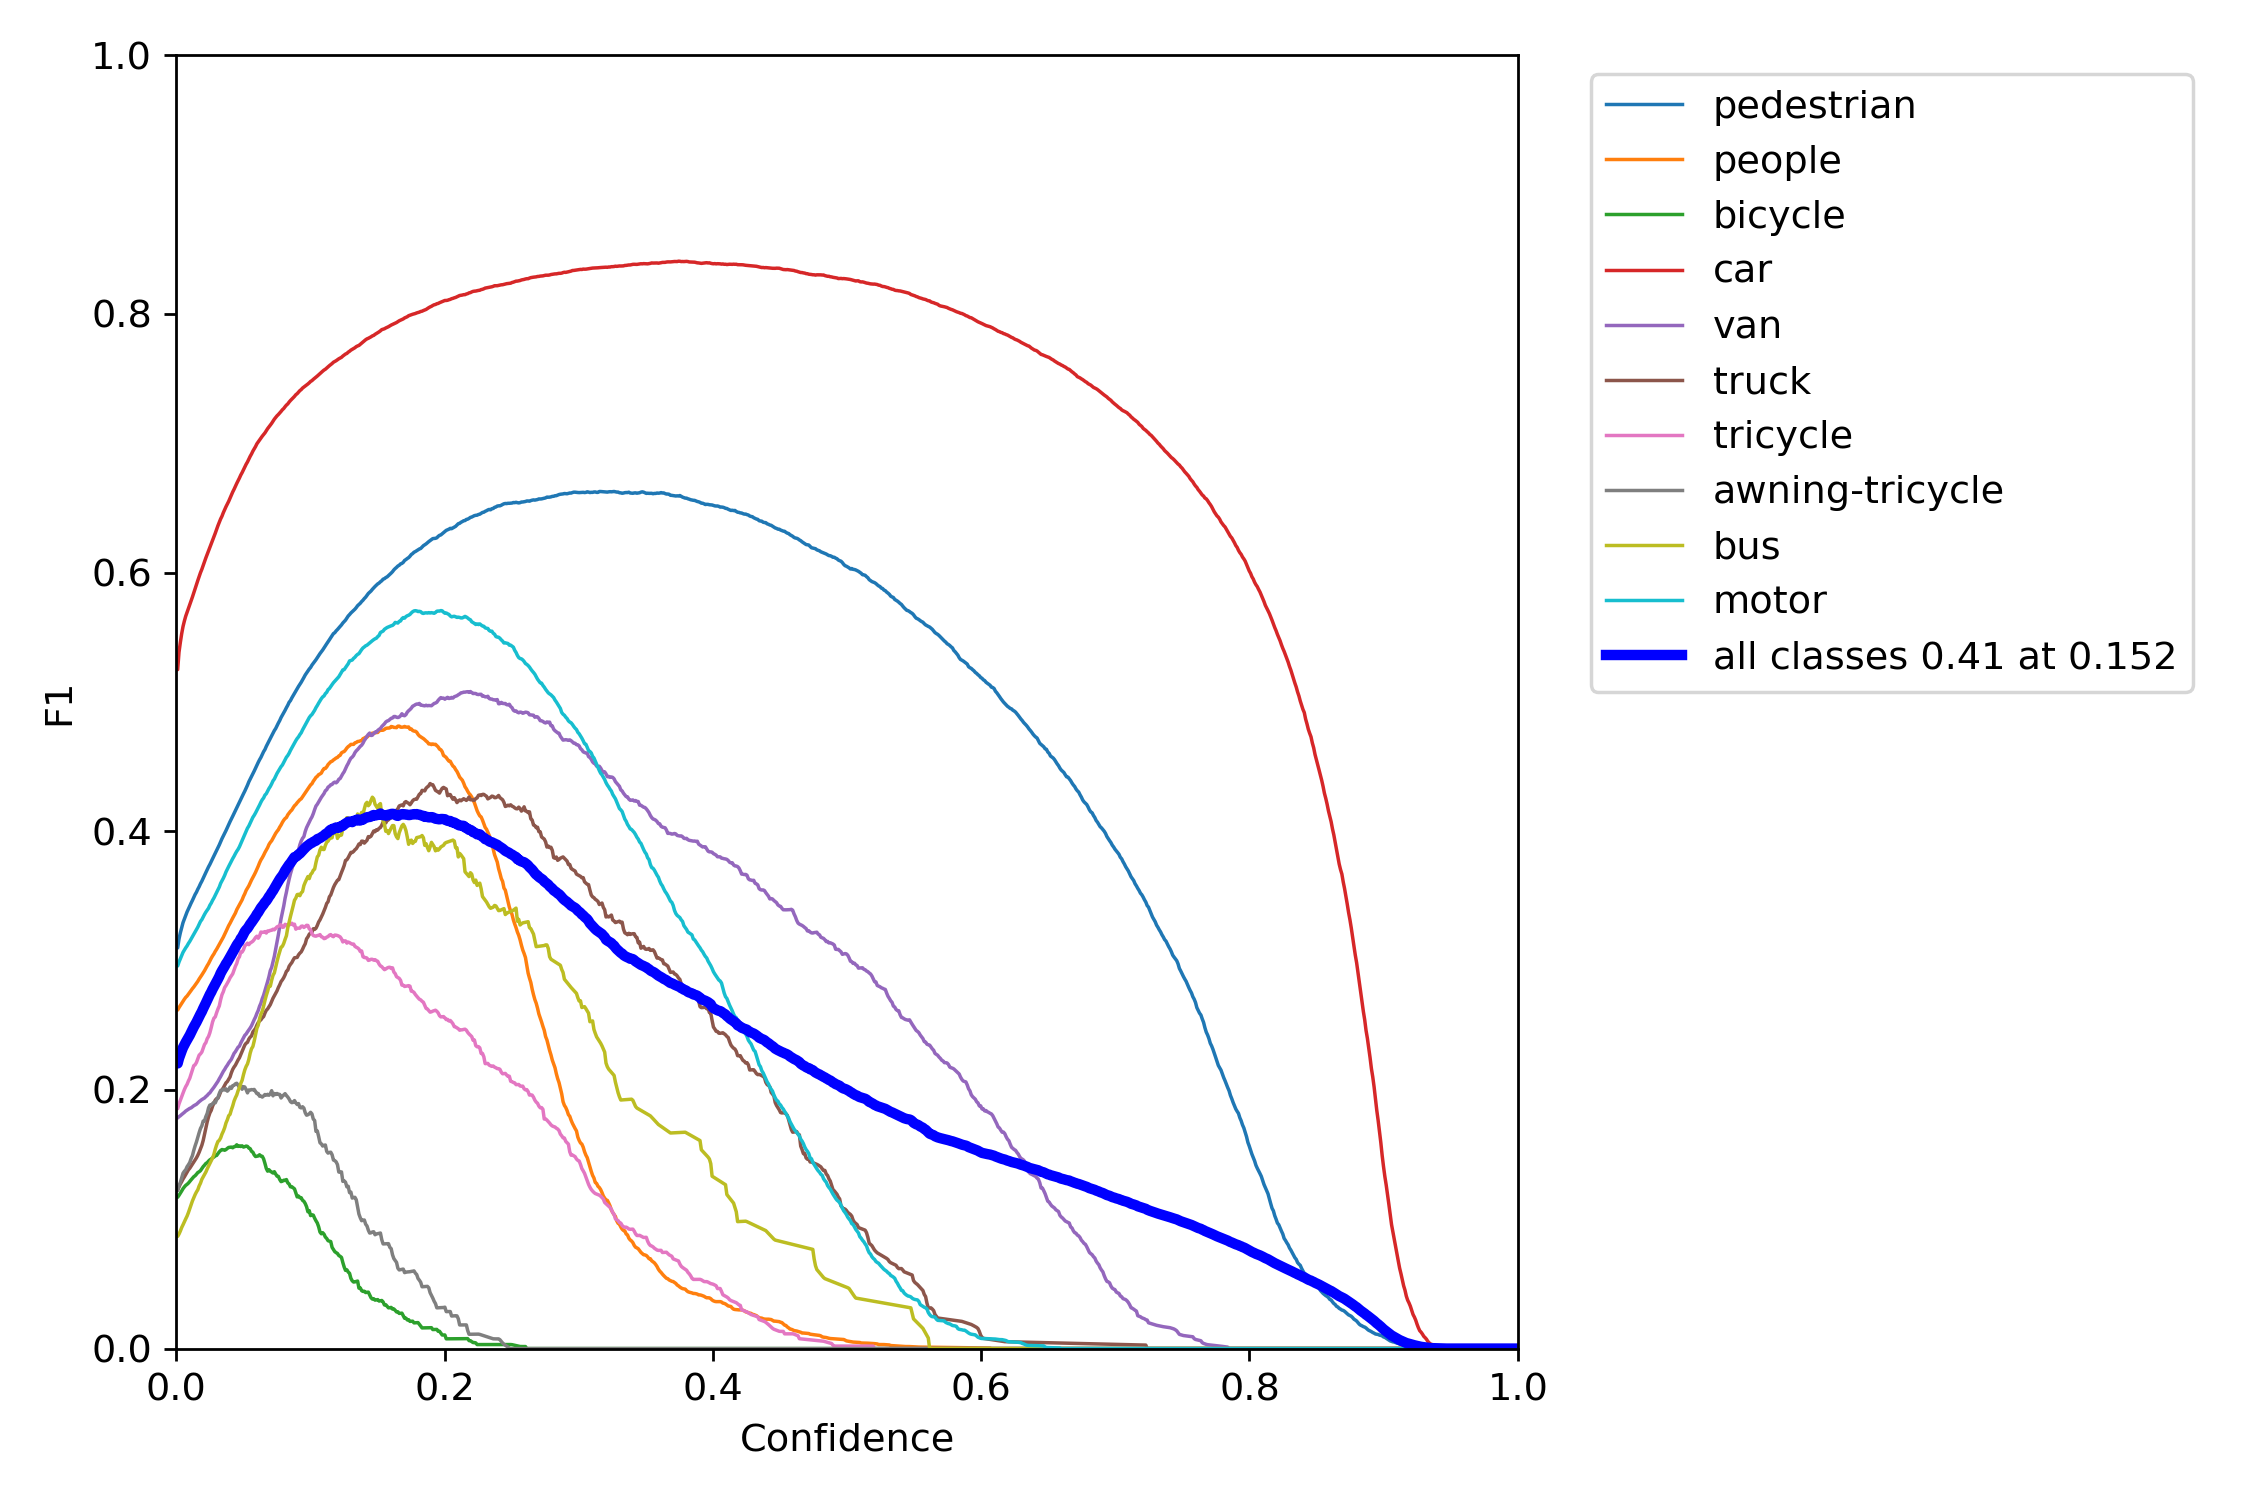 1.0
0.8
0.6
0.4
0.2
0.0
F1
0.0 0.2 0.4 0.6 0.8 1.0
Confidence
pedestrian
people
bicycle
car
van
truck
tricycle
awning-tricycle
bus
motor
all classes 0.41 at 0.152